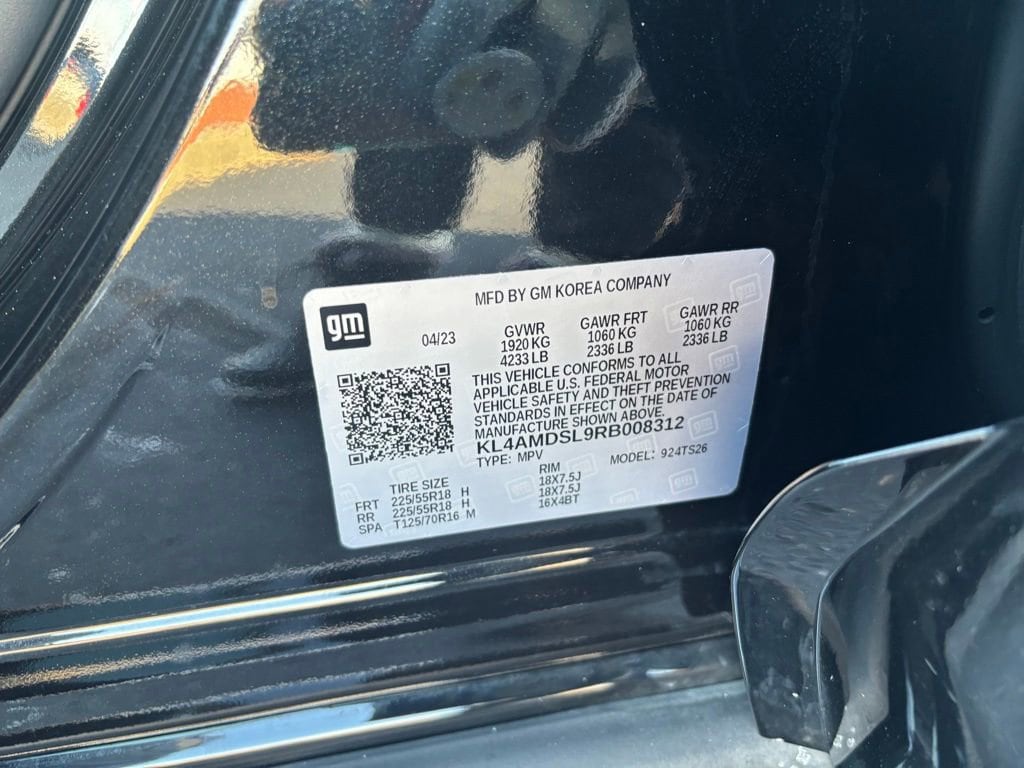 MFD BY GM KOREA COMPANY
gm
04/23
GVWR
1920 KG
4233 LB
GAWR FRT
1060 KG
2336 LB
GAWR RR
1060 KG
2336 LB
THIS VEHICLE CONFORMS TO ALL
APPLICABLE U.S. FEDERAL MOTOR
VEHICLE SAFETY AND THEFT PREVENTION
STANDARDS IN EFFECT ON THE DATE OF
MANUFACTURE SHOWN ABOVE.
KL4AMDSL9RB008312
TYPE: MPV MODEL: 924TS26
TIRE SIZE RIM
FRT 225/55R18 H 18X7.5J
RR 225/55R18 H 18X7.5J
SPA T125/70R16 M 16X4BT